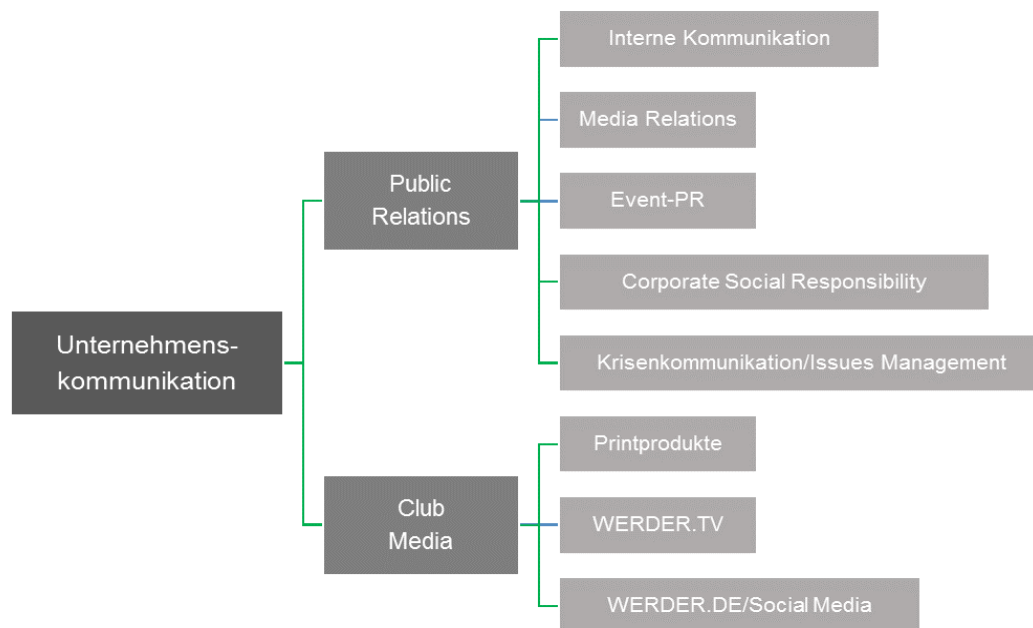 Interne Kommunikation
Media Relations
Public
Relations
Event-PR
Corporate Social Responsibility
Unternehmens-
kommunikation
Krisenkommunikation/Issues Management
Printprodukte
Club
Media
WERDER.TV
WERDER.DE/Social Media